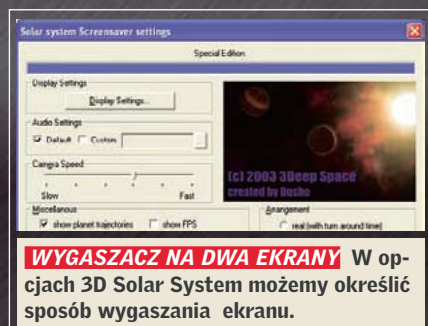 Solar system Screensaver settings
Special Edition
Display Settings
Display Settings...
Audio Settings
Default Custom
Camera Speed
Slow Fast
(c) 2003 3Deep Space
created by Dusho
Miscellanous Arangement
show planet trajectories show FPS real (with turn around time)
WYGASZACZ NA DWA EKRANY W op-
cjach 3D Solar System możemy określić
sposób wygaszania ekranu.